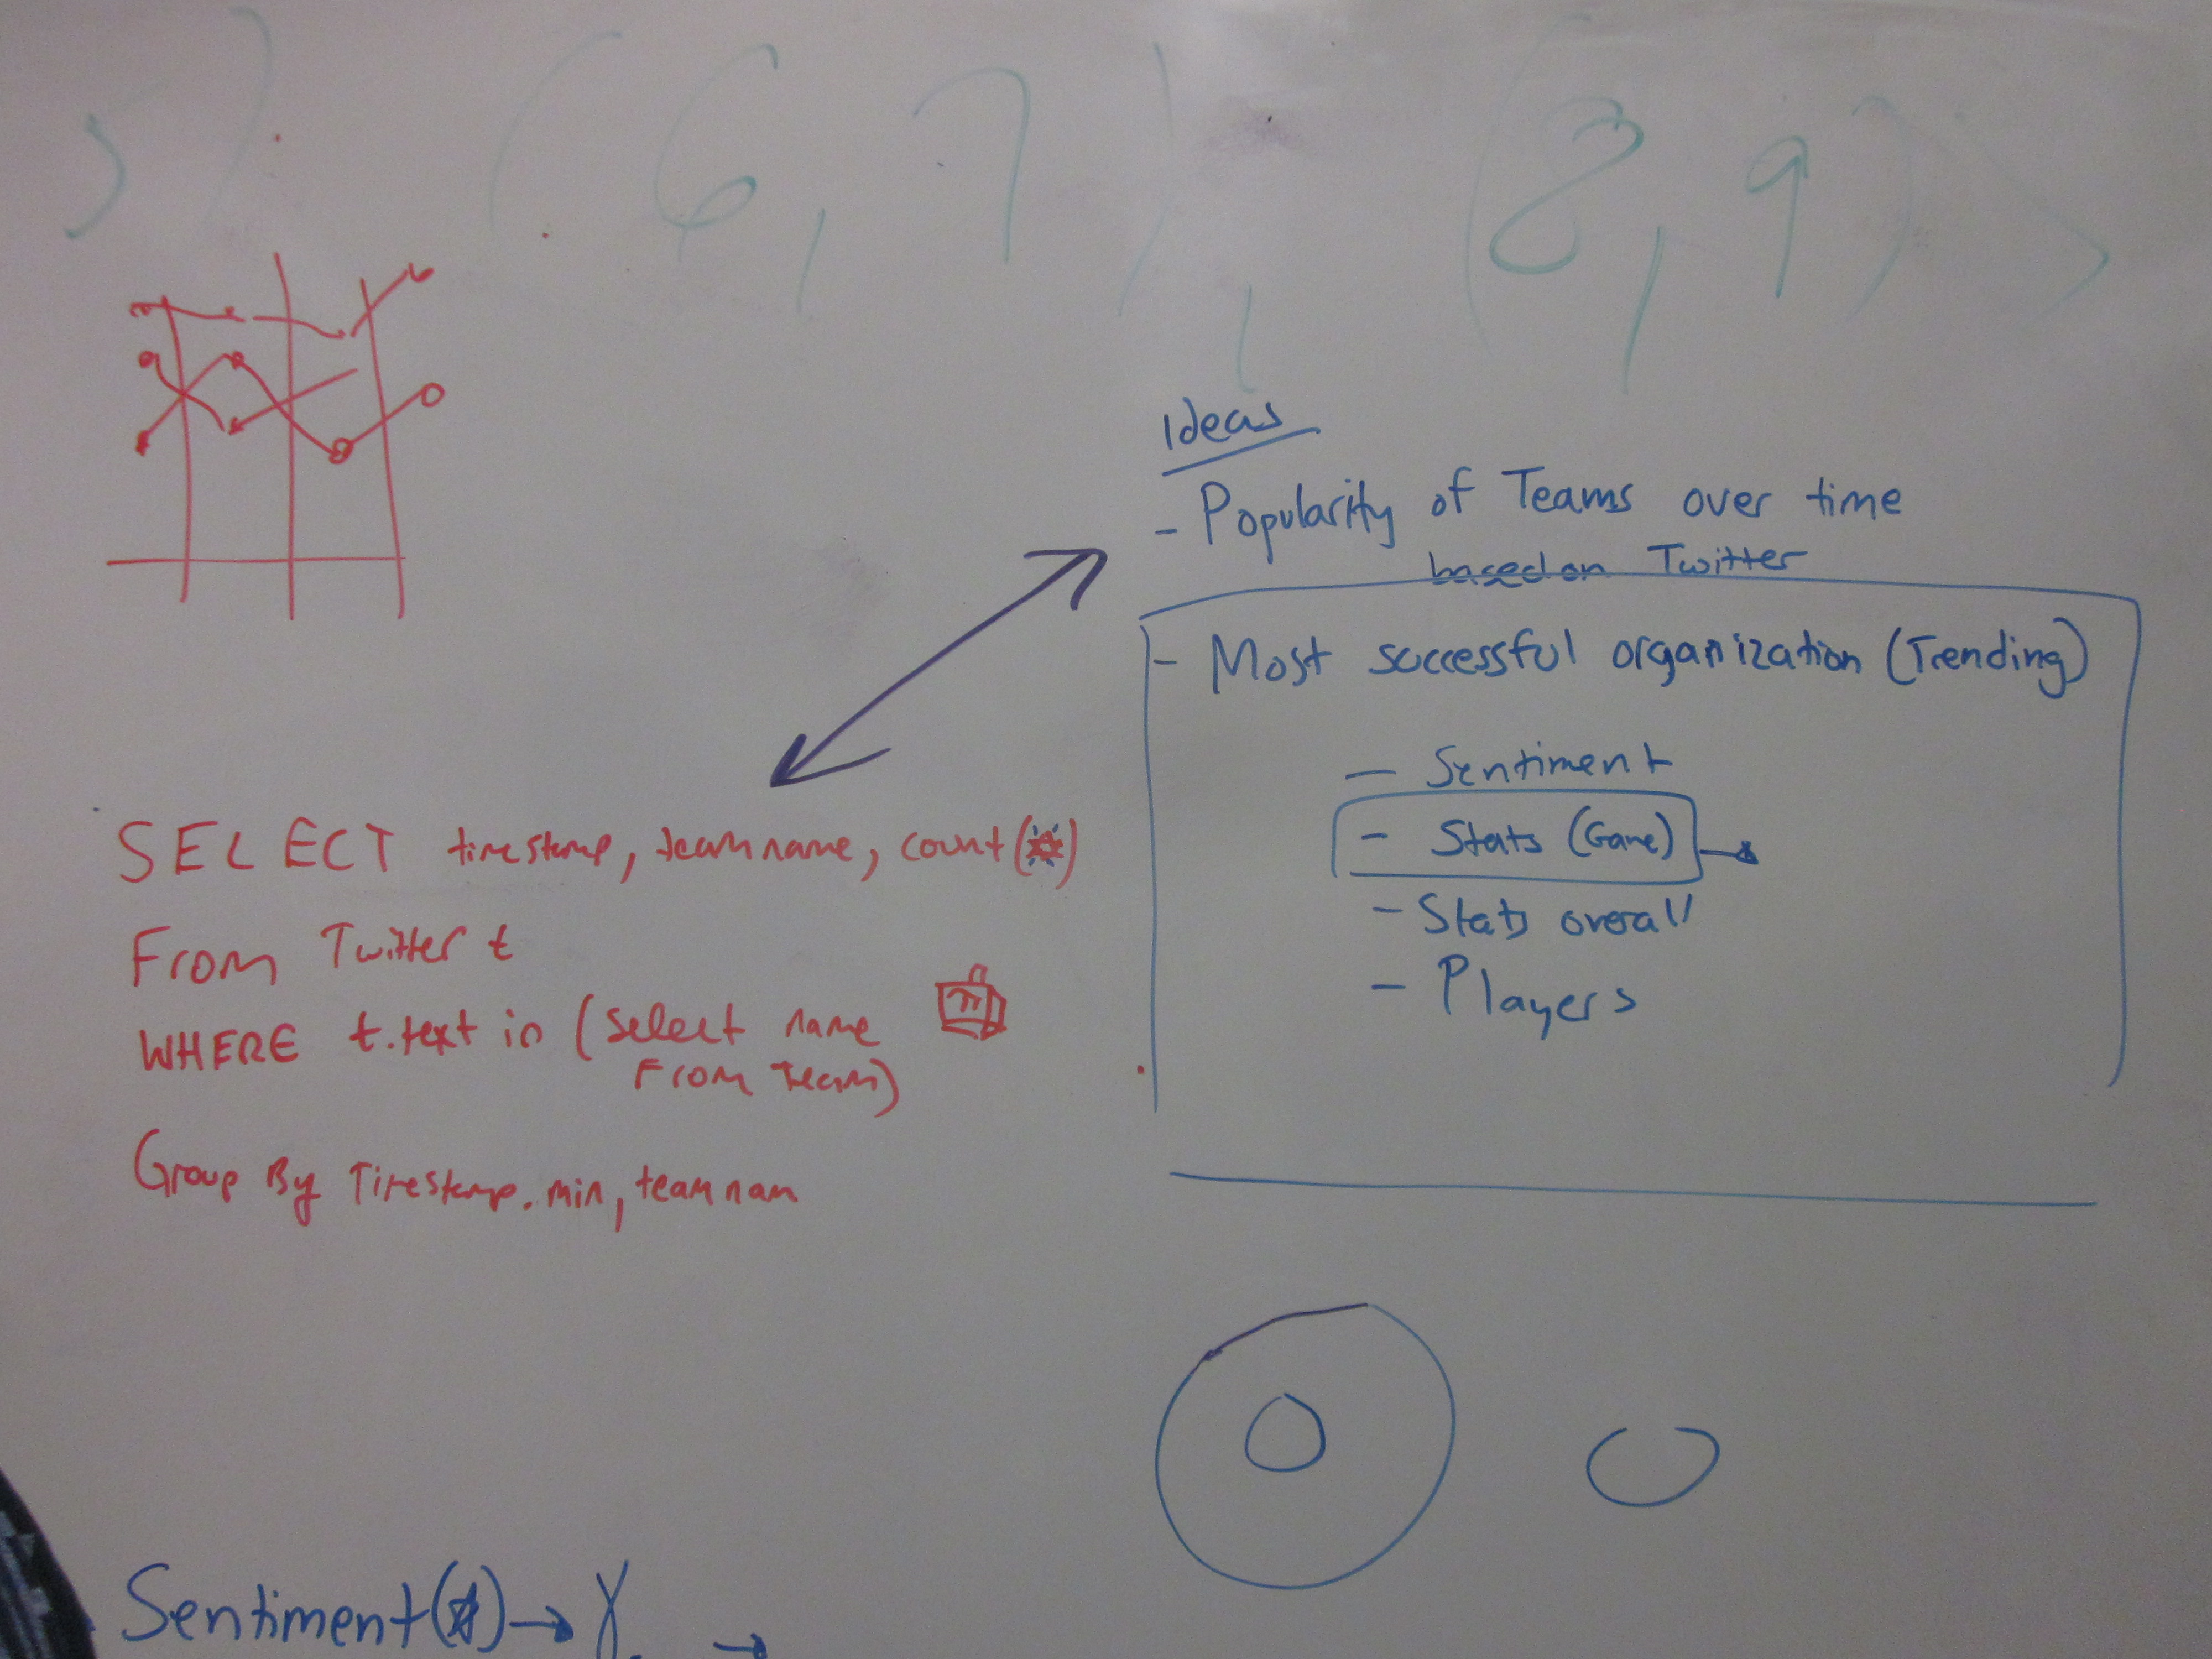 5) (6,7), (8,9)>
Ideas
- Popularity of Teams over time
based on Twitter
- Most successful organization (Trending)
- Sentiment
- Stats (Game)
- Stats overall
- Players
SELECT timestamp, teamname, count(*)
From Twitter t
WHERE t.text in (select name
From team)
Group By Timestamp.min, teamnam
Sentiment(*) →